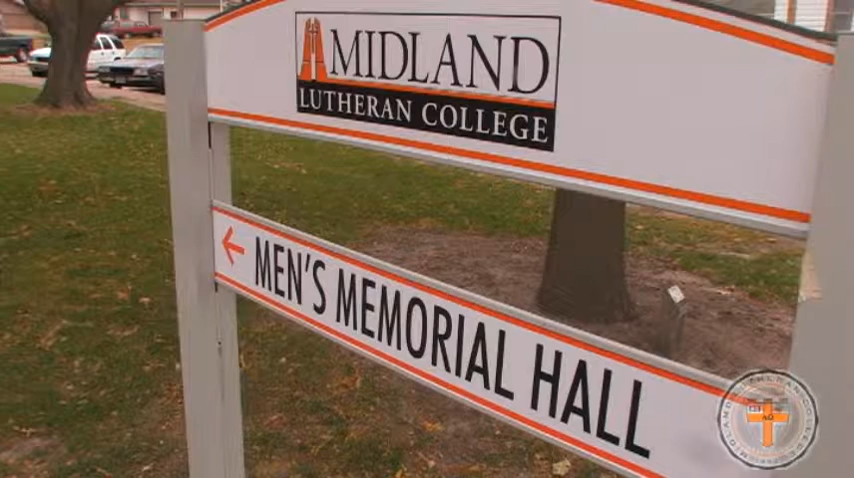 MIDLAND
LUTHERAN COLLEGE
← MEN'S MEMORIAL HALL